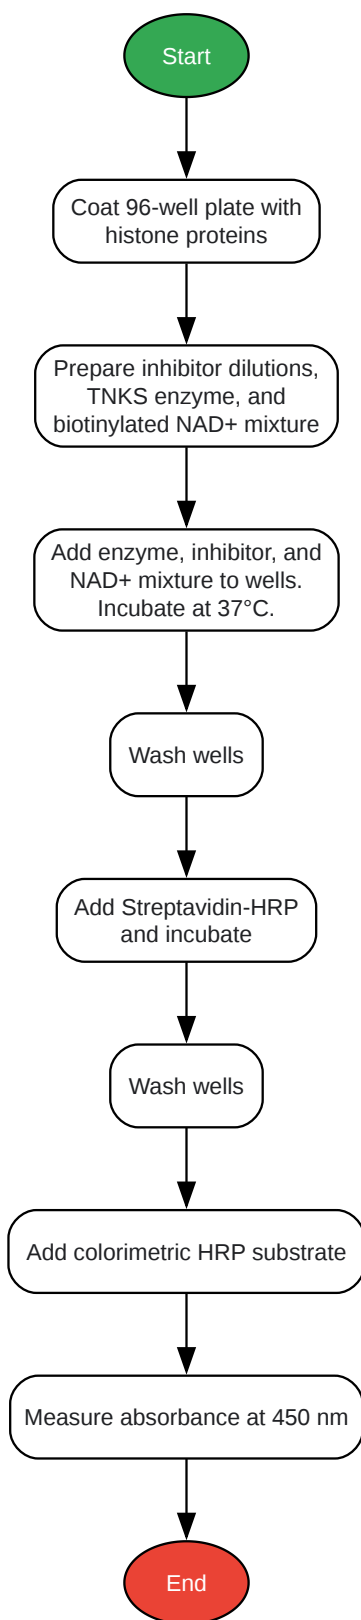 Start
Coat 96-well plate with
histone proteins
Prepare inhibitor dilutions,
TNKS enzyme, and
biotinylated NAD+ mixture
Add enzyme, inhibitor, and
NAD+ mixture to wells.
Incubate at 37°C.
Wash wells
Add Streptavidin-HRP
and incubate
Wash wells
Add colorimetric HRP substrate
Measure absorbance at 450 nm
End